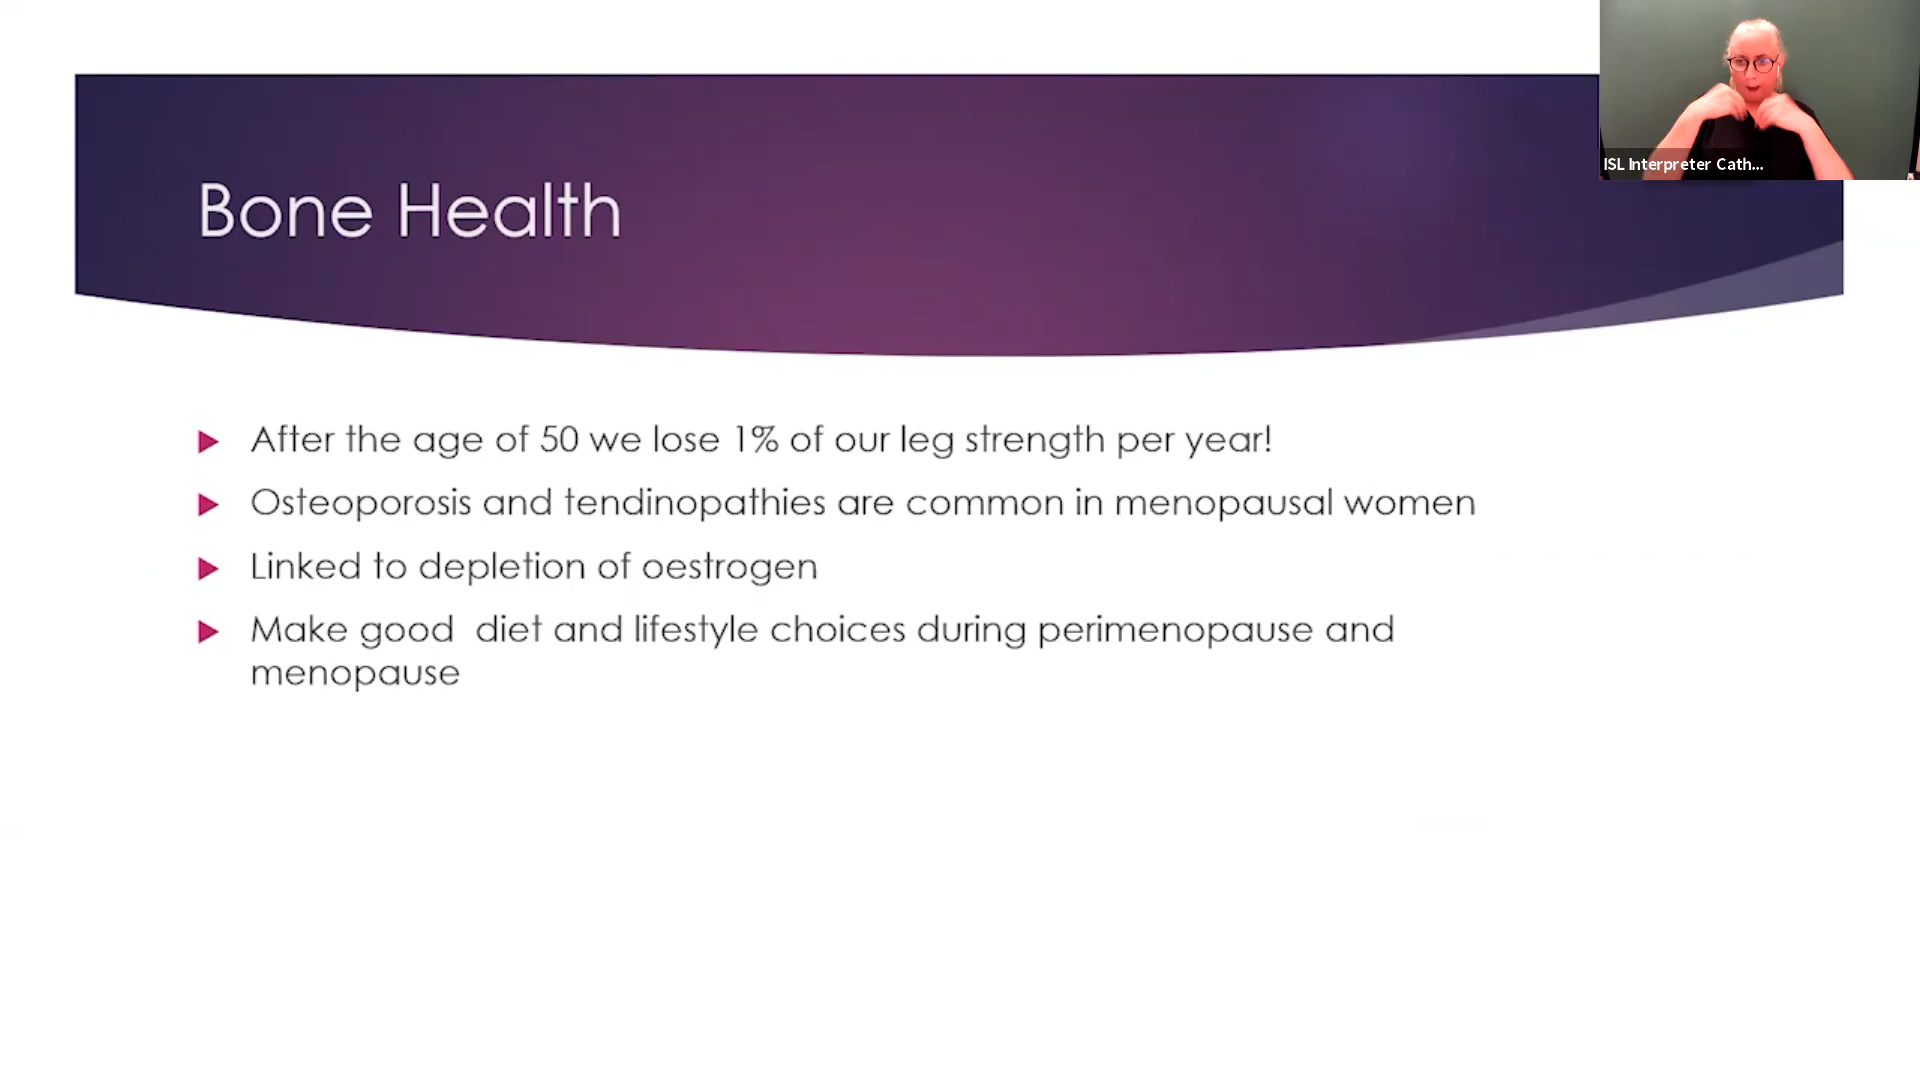 ISL Interpreter Cath...
Bone Health
After the age of 50 we lose 1% of our leg strength per year!
Osteoporosis and tendinopathies are common in menopausal women
Linked to depletion of oestrogen
Make good  diet and lifestyle choices during perimenopause and
menopause